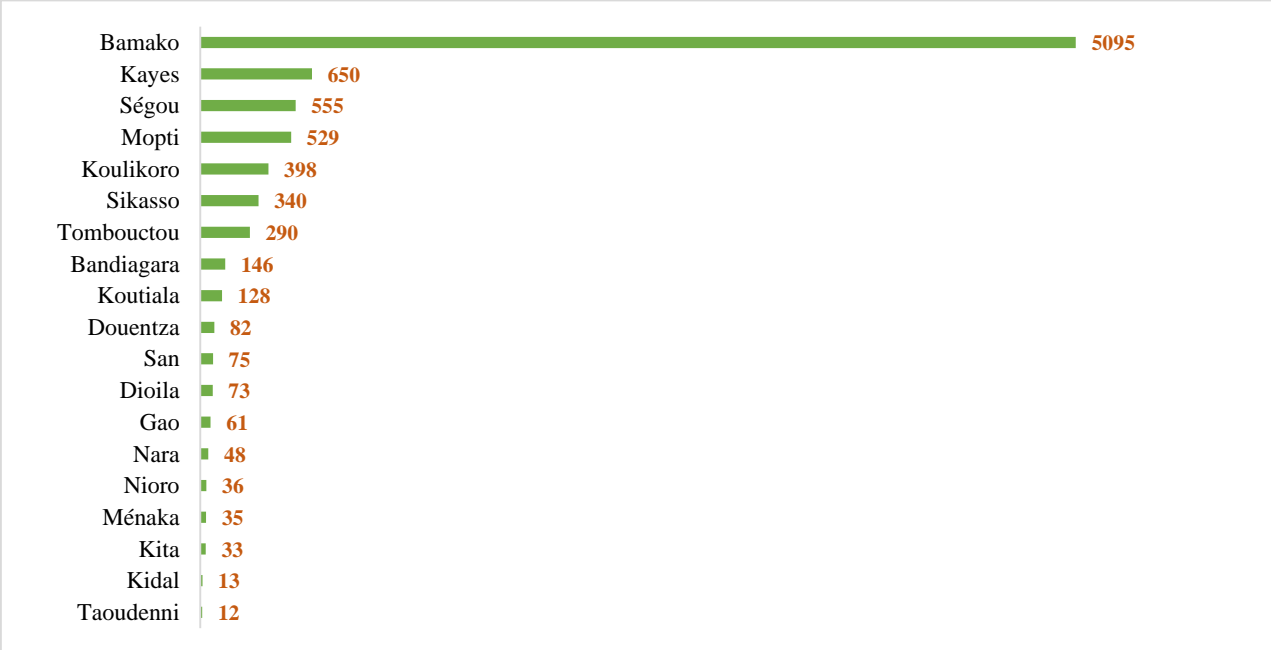 Bamako 5095
Kayes 650
Ségou 555
Mopti 529
Koulikoro 398
Sikasso 340
Tombouctou 290
Bandiagara 146
Koutiala 128
Douentza 82
San 75
Dioila 73
Gao 61
Nara 48
Nioro 36
Ménaka 35
Kita 33
Kidal 13
Taoudenni 12